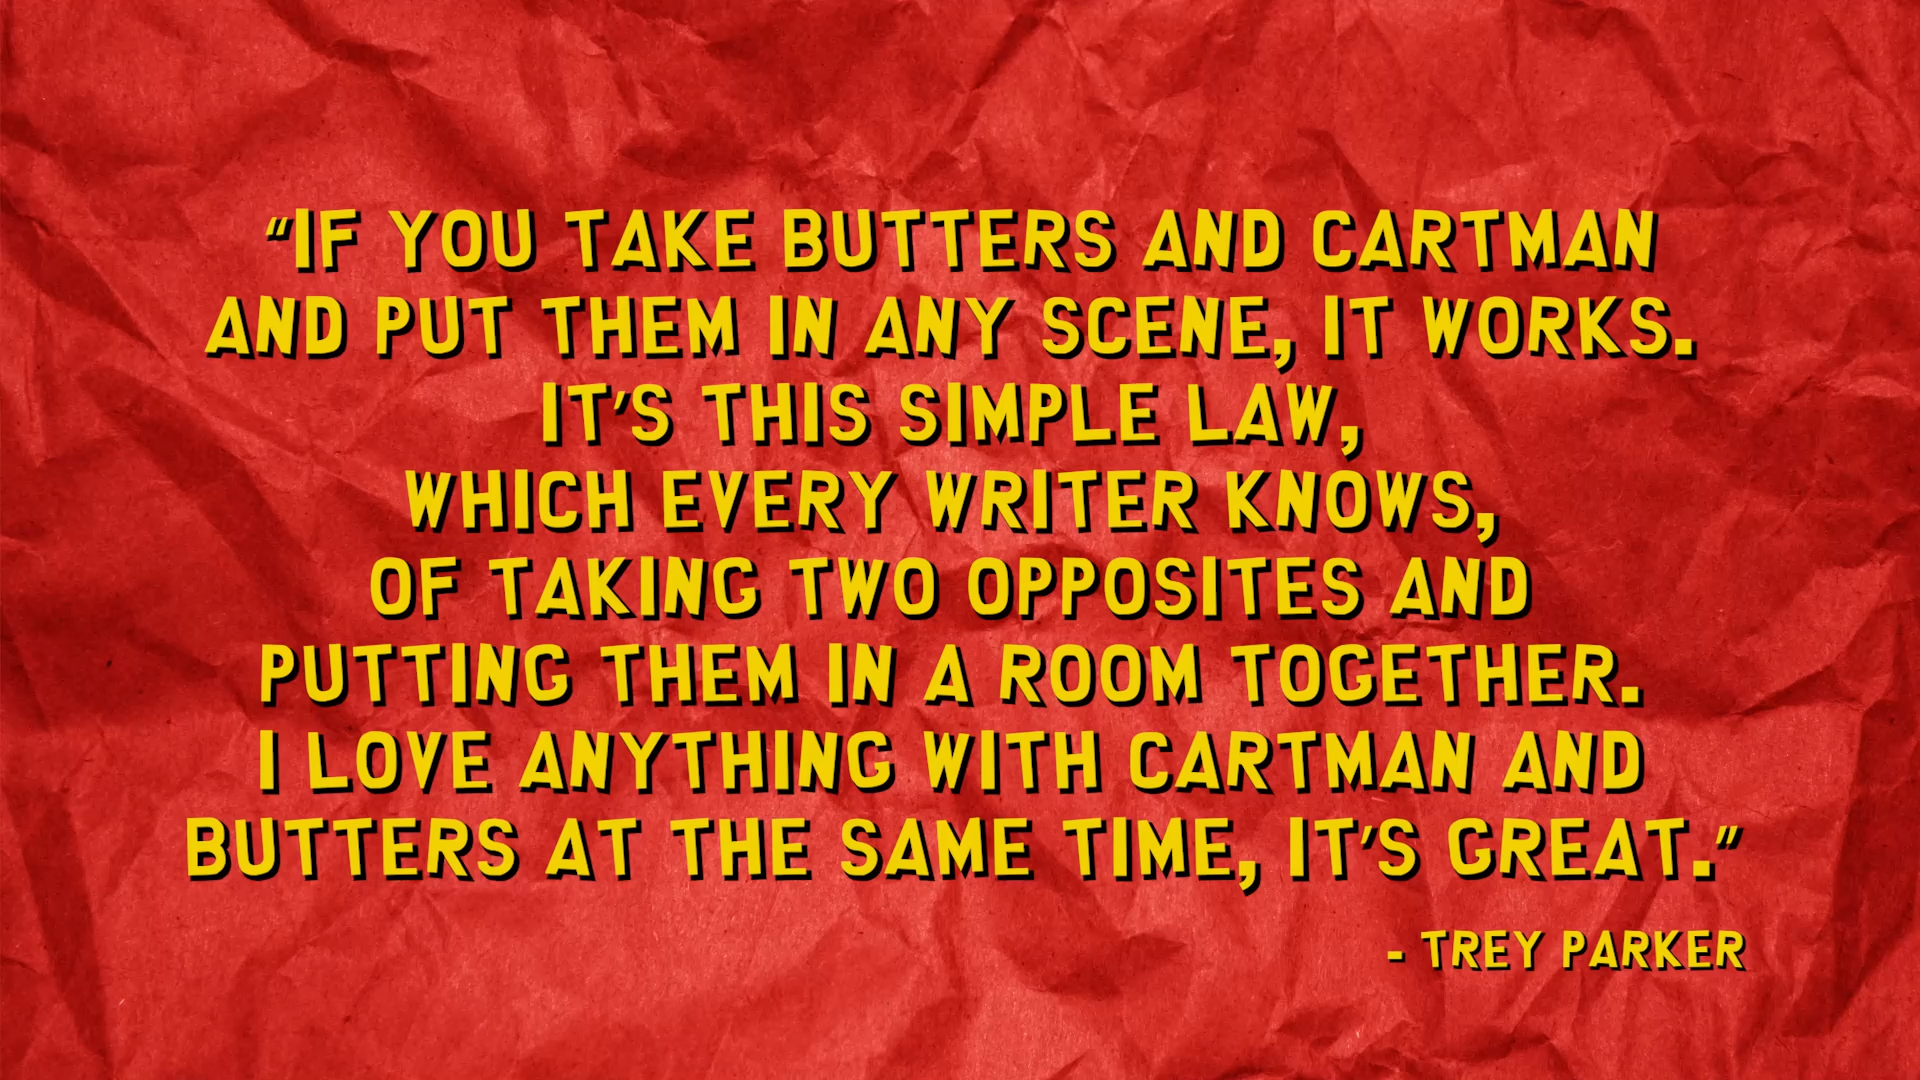 "IF YOU TAKE BUTTERS AND CARTMAN
AND PUT THEM IN ANY SCENE, IT WORKS.
IT'S THIS SIMPLE LAW,
WHICH EVERY WRITER KNOWS,
OF TAKING TWO OPPOSITES AND
PUTTING THEM IN A ROOM TOGETHER.
I LOVE ANYTHING WITH CARTMAN AND
BUTTERS AT THE SAME TIME, IT'S GREAT."
- TREY PARKER